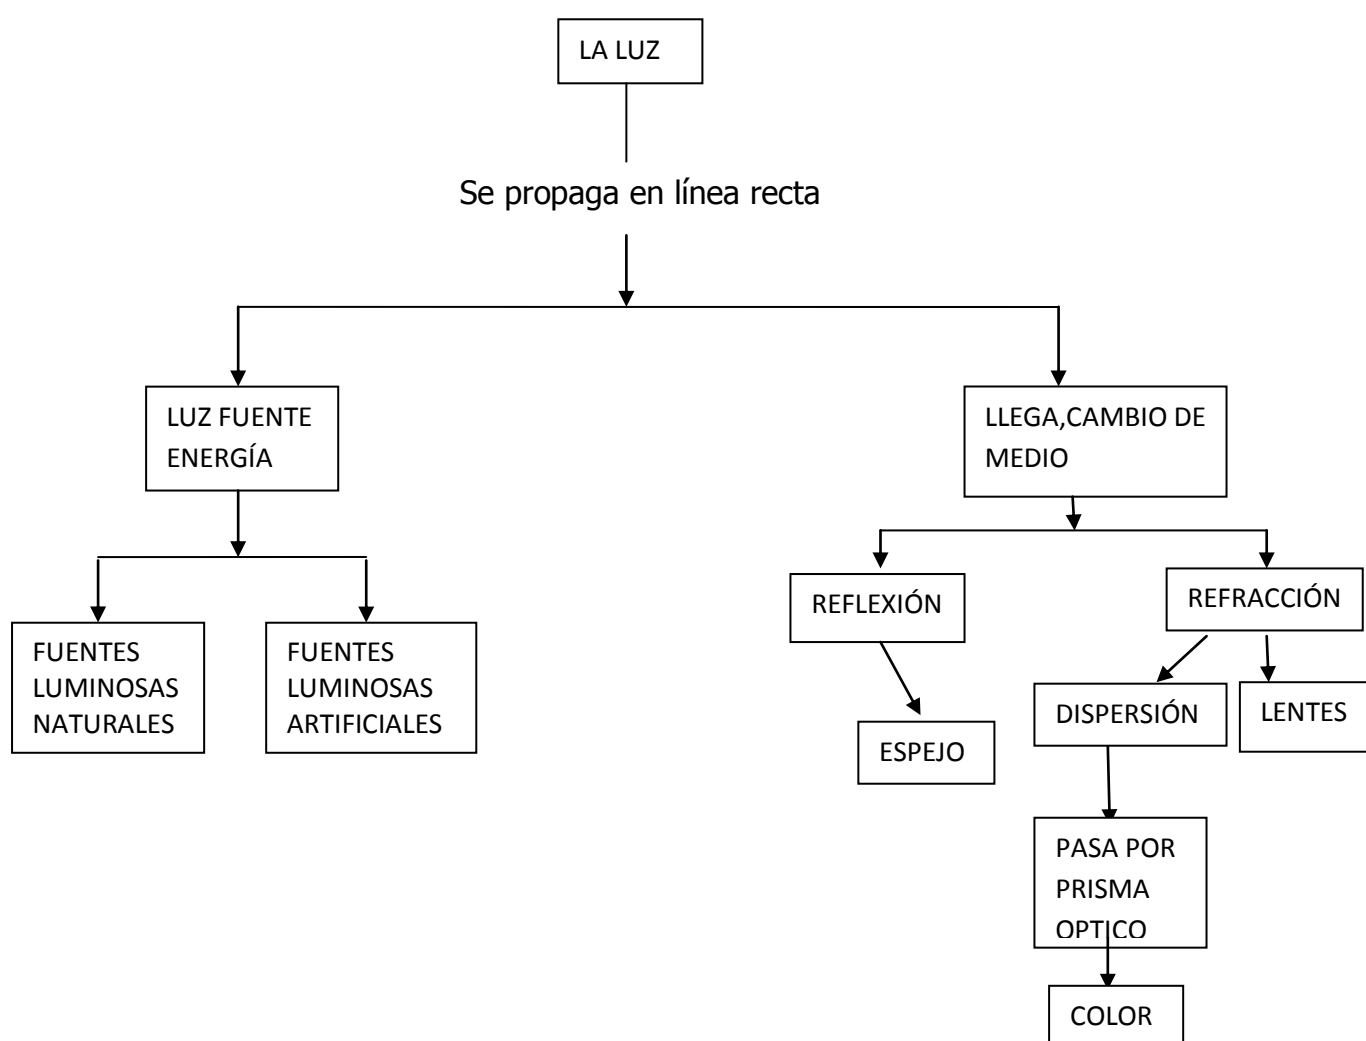 LA LUZ
Se propaga en línea recta
LUZ FUENTE
ENERGÍA
LLEGA,CAMBIO DE
MEDIO
FUENTES
LUMINOSAS
NATURALES
FUENTES
LUMINOSAS
ARTIFICIALES
REFLEXIÓN
REFRACCIÓN
ESPEJO
DISPERSIÓN
LENTES
PASA POR
PRISMA
OPTICO
COLOR